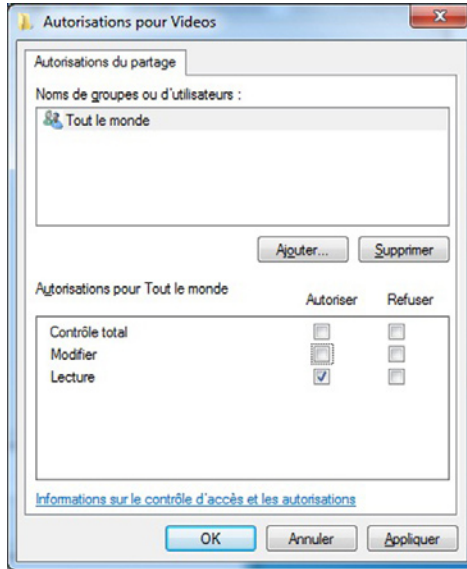 Autorisations pour Videos
Autorisations du partage
Noms de groupes ou d'utilisateurs :
Tout le monde
Ajouter... Supprimer
Autorisations pour Tout le monde Autoriser Refuser
Contrôle total
Modifier
Lecture
Informations sur le contrôle d'accès et les autorisations
OK Annuler Appliquer